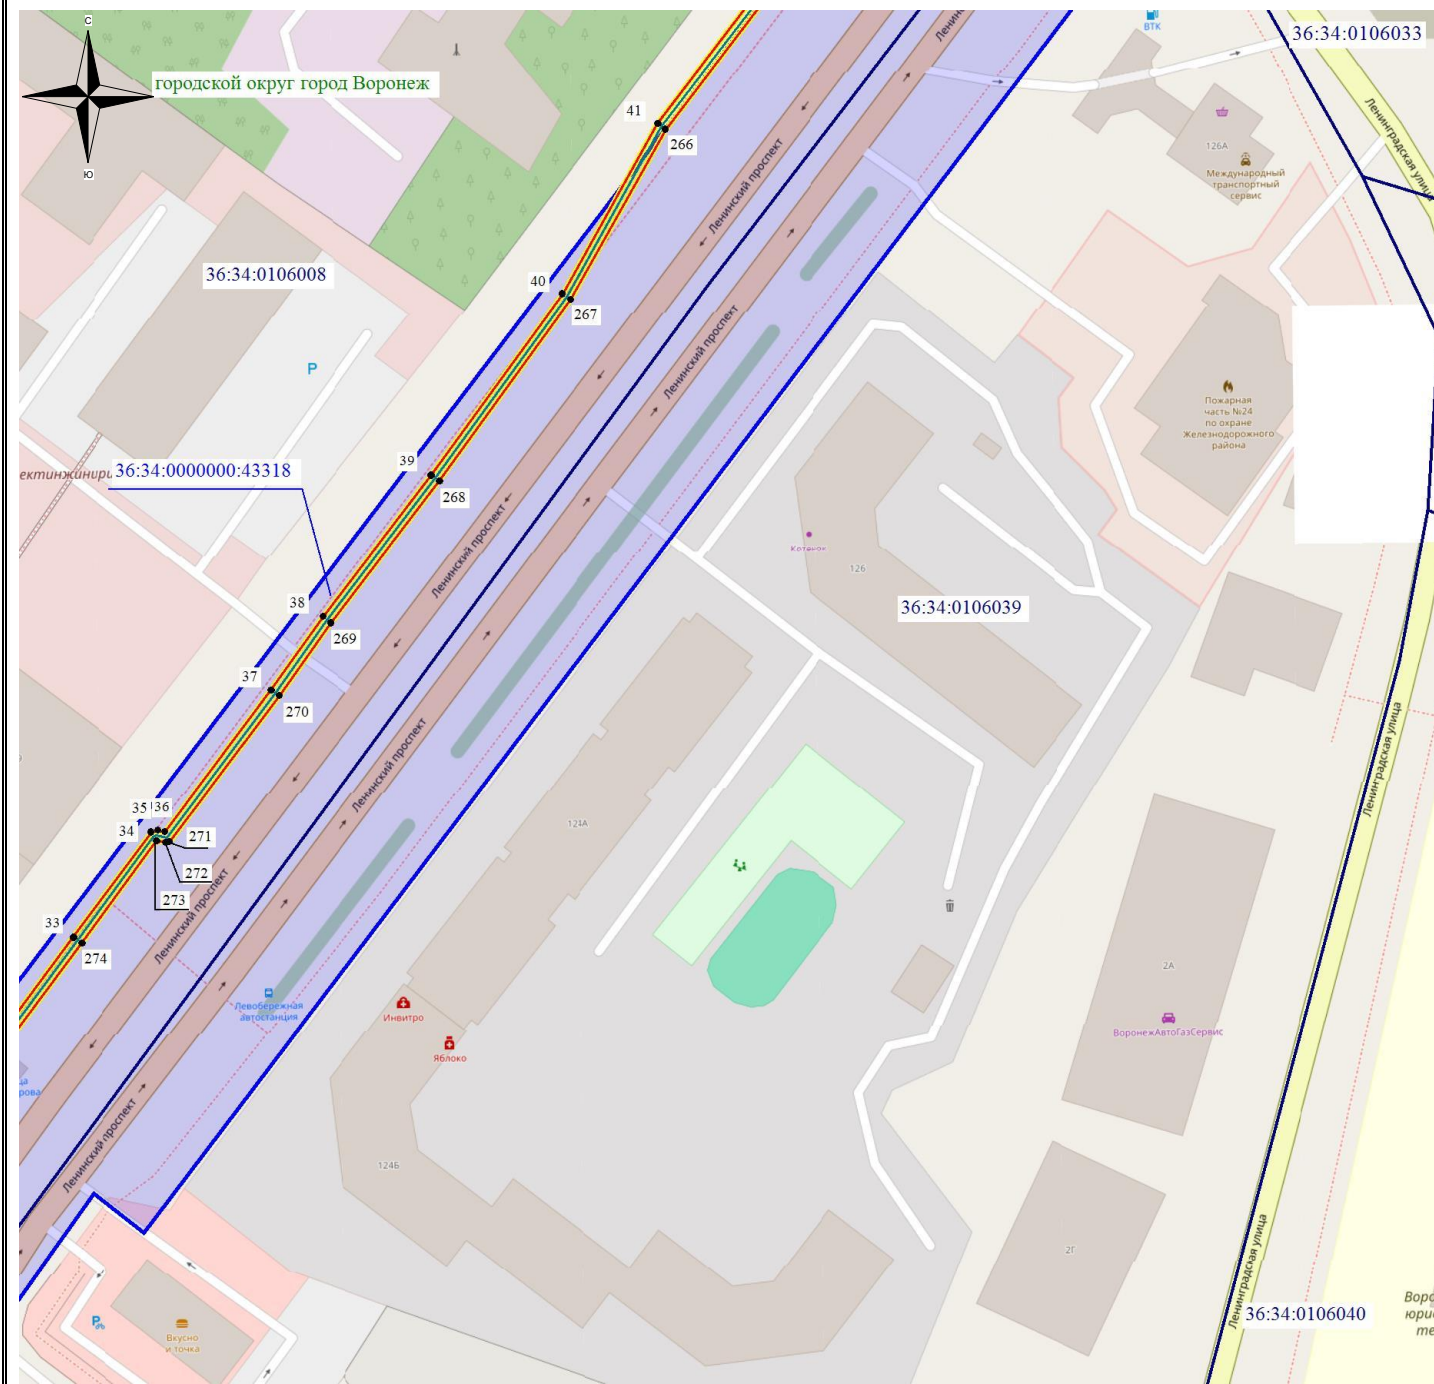 С
Ю
городской округ город Воронеж
ВТК
36:34:0106033
Ленинградская улица
41
266
126А
Международный
транспортный
сервис
Ленинский проспект
Ленинский проспект
36:34:0106008
40
267
P
Пожарная
часть №24
по охране
Железнодорожного
района
39
268
36:34:0000000:43318
Ленинский проспект
Котёнок
126
36:34:0106039
38
269
37
270
Ленинский проспект
Ленинградская улица
35
36
34
271
272
273
124А
33
274
Ленинский проспект
Левобережная
автостанция
Инвитро
Яблоко
2А
ВоронежАвтоГазСервис
Ленинский проспект
124Б
2Г
Ленинградская улица
36:34:0106040
P
Вкусно
и точка